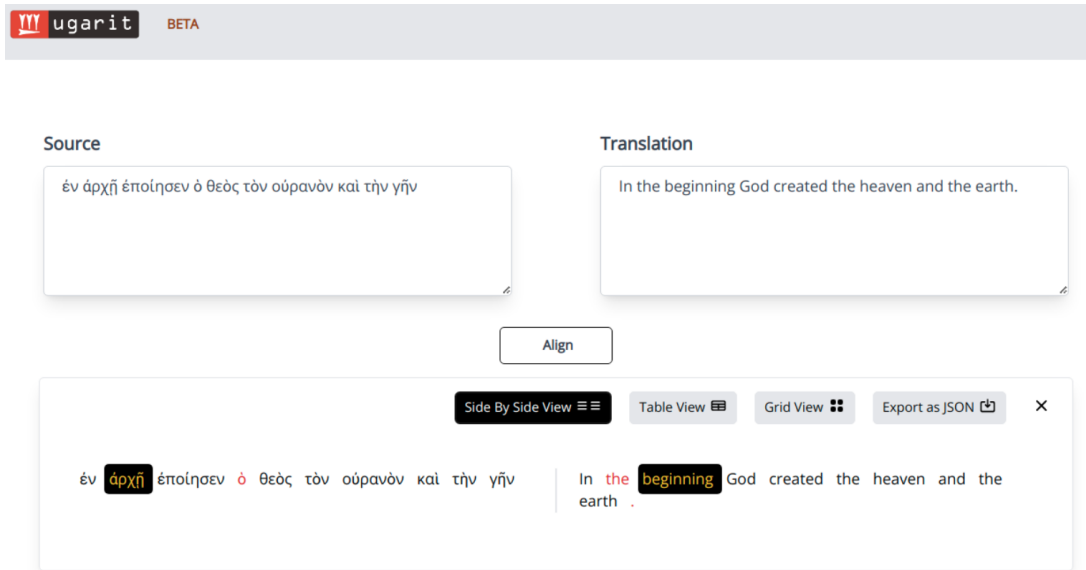 ugarit BETA
Source Translation
ἐν ἀρχῇ ἐποίησεν ὁ θεὸς τὸν οὐρανὸν καὶ τὴν γῆν
In the beginning God created the heaven and the earth.
Align
Side By Side View Table View Grid View Export as JSON ×
ἐν ἀρχῇ ἐποίησεν ὁ θεὸς τὸν οὐρανὸν καὶ τὴν γῆν
In the beginning God created the heaven and the
earth .